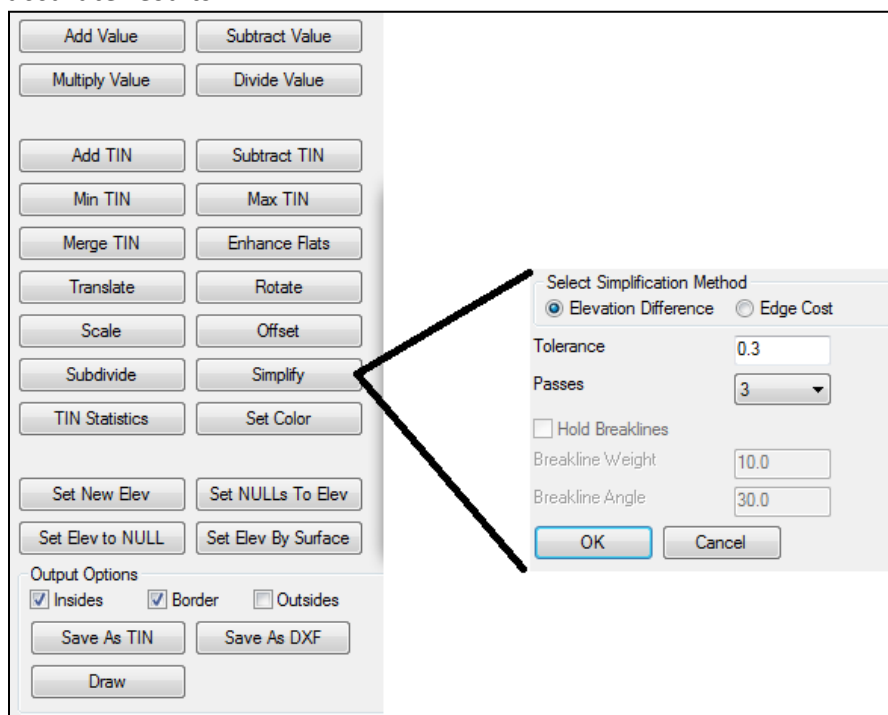 Add Value Subtract Value
Multiply Value Divide Value
Add TIN Subtract TIN
Min TIN Max TIN
Merge TIN Enhance Flats
Translate Rotate
Scale Offset
Subdivide Simplify
TIN Statistics Set Color
Set New Elev Set NULLs To Elev
Set Elev to NULL Set Elev By Surface
Output Options
Insides Border Outsides
Save As TIN Save As DXF
Draw
Select Simplification Method
Elevation Difference Edge Cost
Tolerance 0.3
Passes 3
Hold Breaklines
Breakline Weight 10.0
Breakline Angle 30.0
OK Cancel